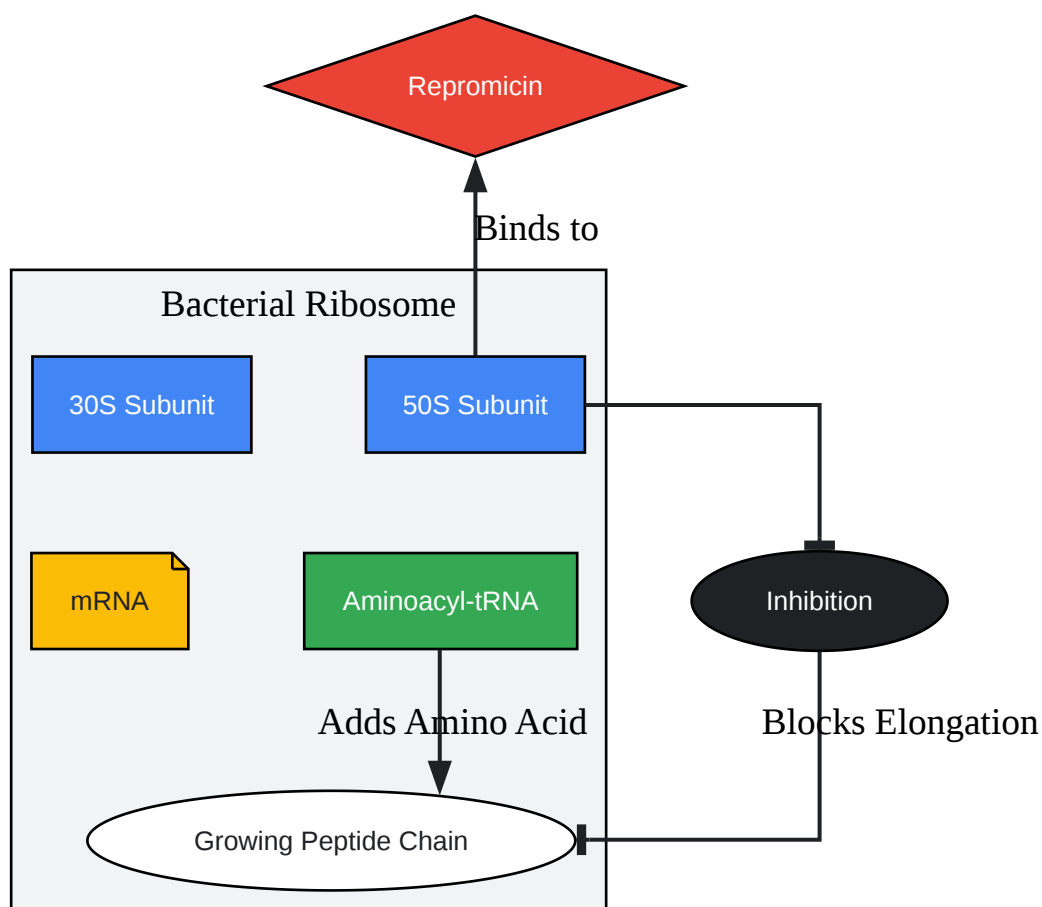 Repromicin
Binds to
Bacterial Ribosome
30S Subunit
50S Subunit
mRNA
Aminoacyl-tRNA
Inhibition
Adds Amino Acid
Blocks Elongation
Growing Peptide Chain